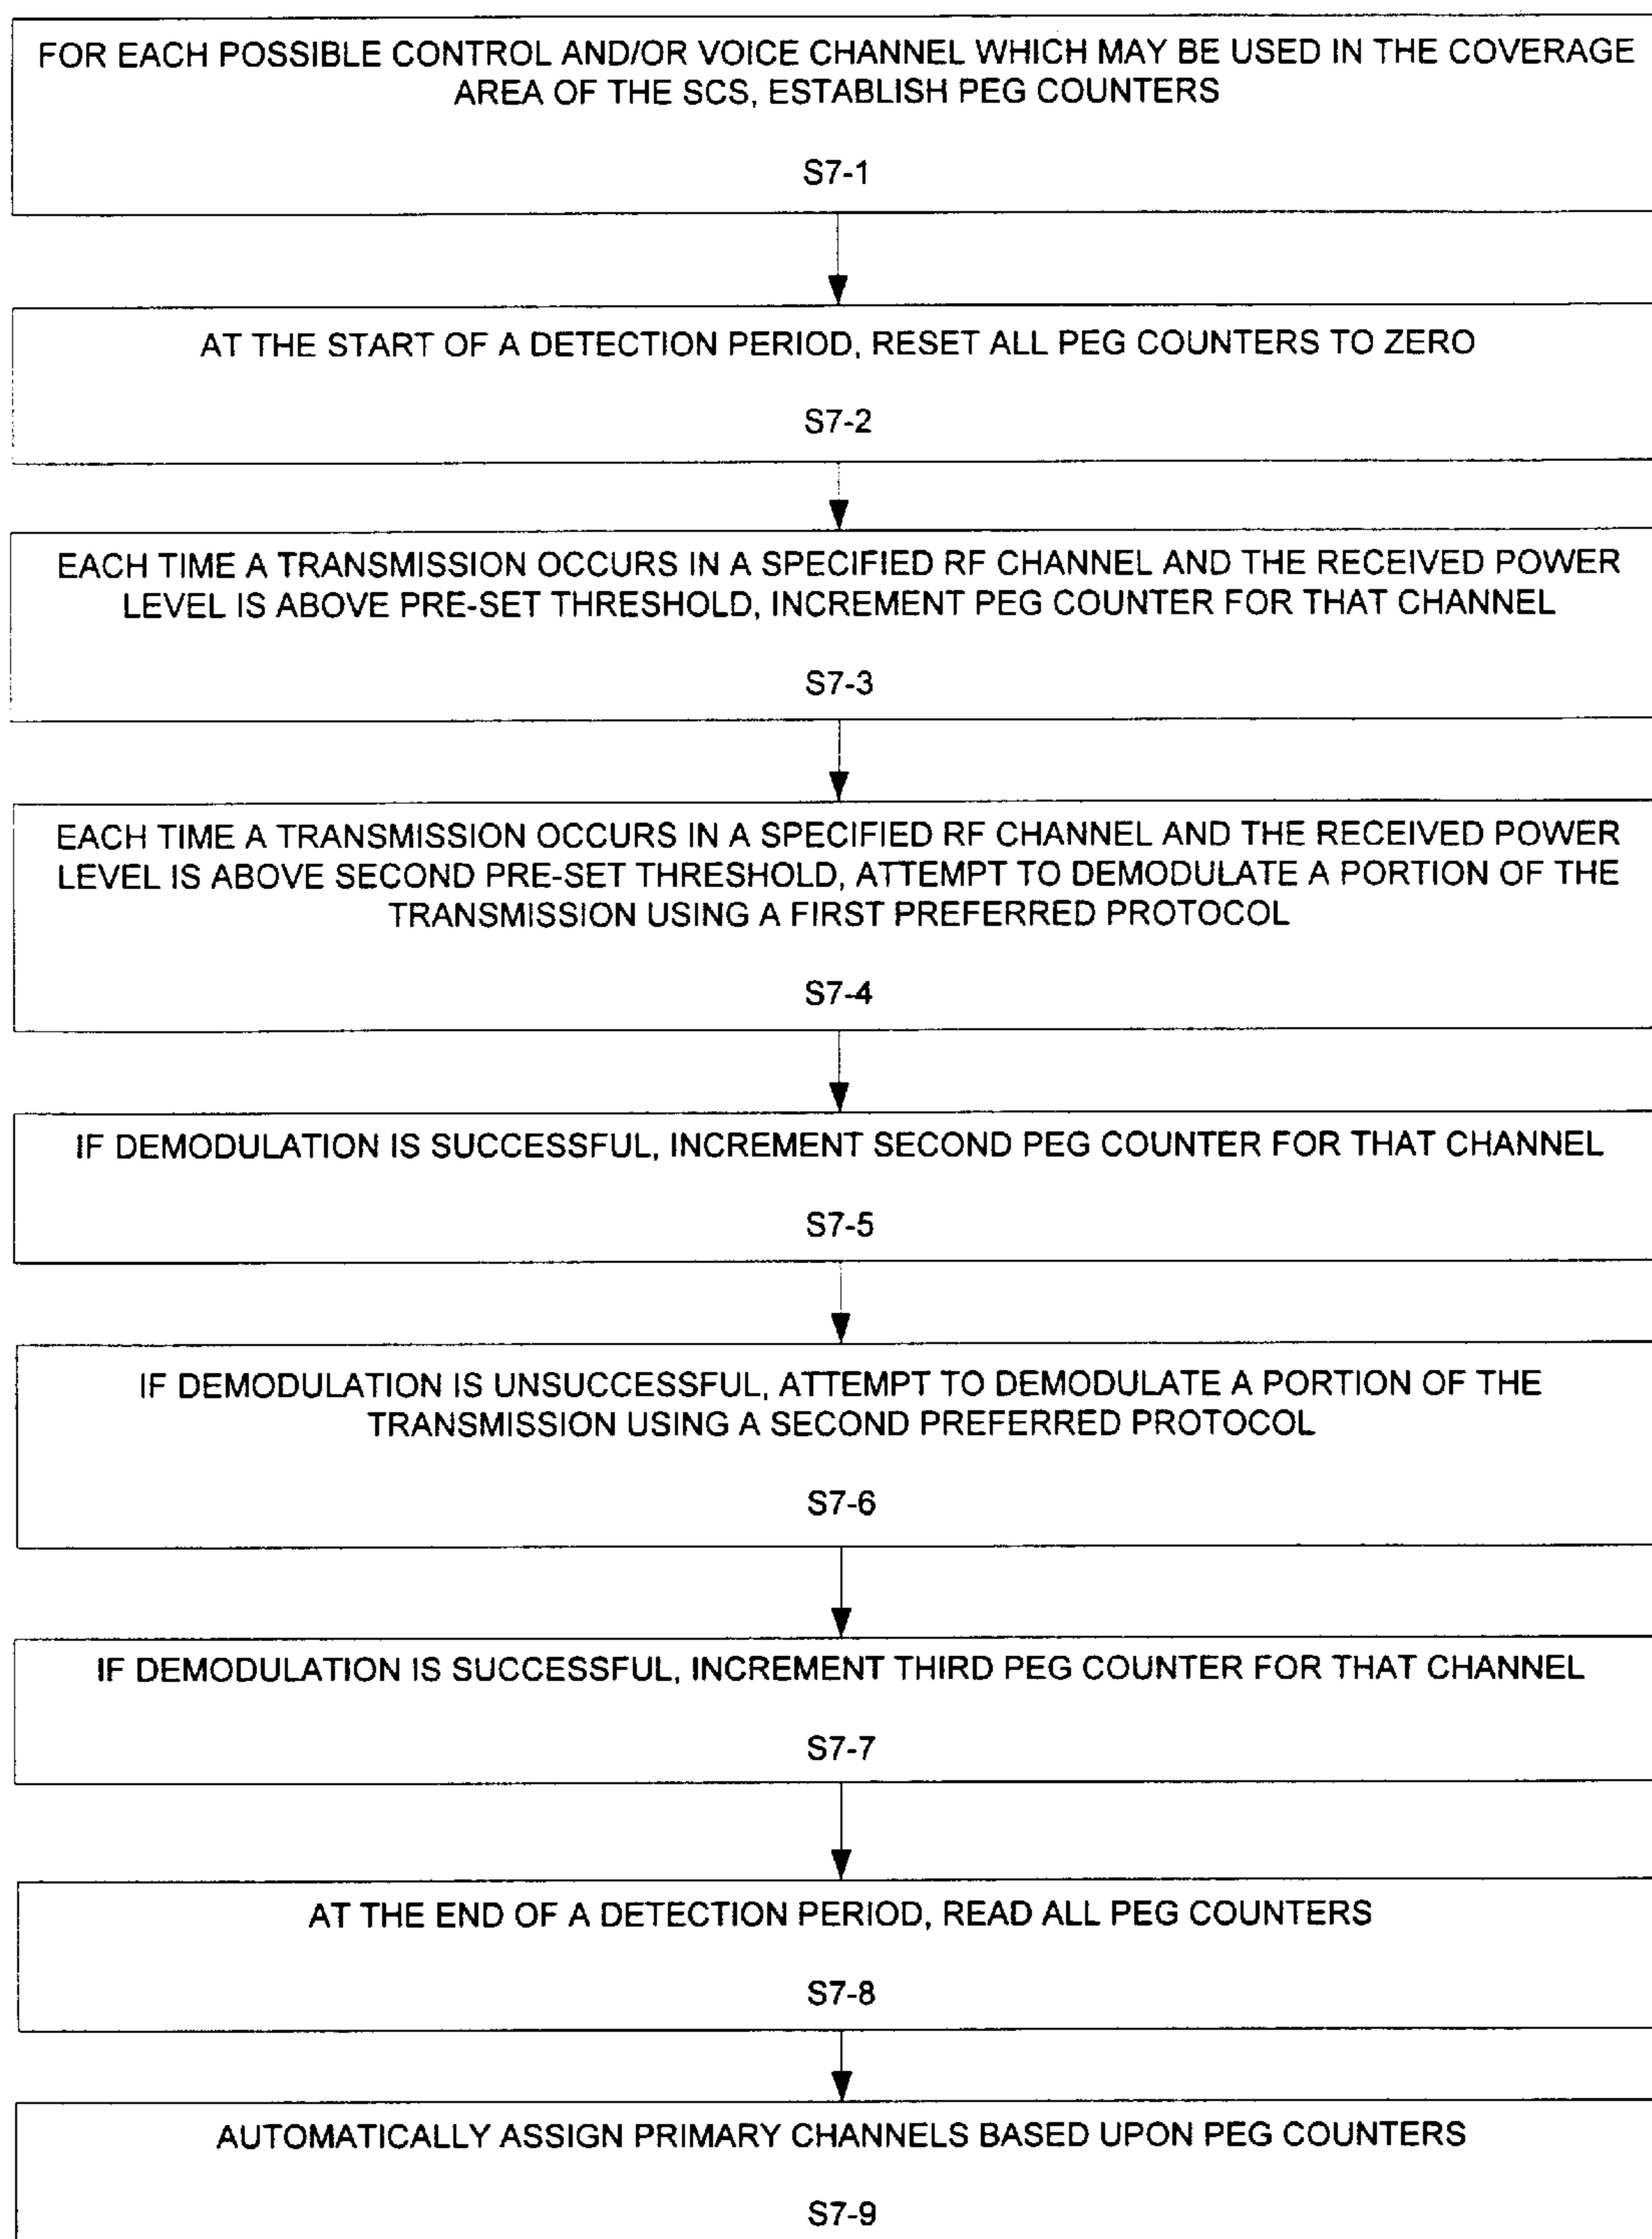 FOR EACH POSSIBLE CONTROL AND/OR VOICE CHANNEL WHICH MAY BE USED IN THE COVERAGE
AREA OF THE SCS, ESTABLISH PEG COUNTERS
S7-1
AT THE START OF A DETECTION PERIOD, RESET ALL PEG COUNTERS TO ZERO
S7-2
EACH TIME A TRANSMISSION OCCURS IN A SPECIFIED RF CHANNEL AND THE RECEIVED POWER
LEVEL IS ABOVE PRE-SET THRESHOLD, INCREMENT PEG COUNTER FOR THAT CHANNEL
S7-3
EACH TIME A TRANSMISSION OCCURS IN A SPECIFIED RF CHANNEL AND THE RECEIVED POWER
LEVEL IS ABOVE SECOND PRE-SET THRESHOLD, ATTEMPT TO DEMODULATE A PORTION OF THE
TRANSMISSION USING A FIRST PREFERRED PROTOCOL
S7-4
IF DEMODULATION IS SUCCESSFUL, INCREMENT SECOND PEG COUNTER FOR THAT CHANNEL
S7-5
IF DEMODULATION IS UNSUCCESSFUL, ATTEMPT TO DEMODULATE A PORTION OF THE
TRANSMISSION USING A SECOND PREFERRED PROTOCOL
S7-6
IF DEMODULATION IS SUCCESSFUL, INCREMENT THIRD PEG COUNTER FOR THAT CHANNEL
S7-7
AT THE END OF A DETECTION PERIOD, READ ALL PEG COUNTERS
S7-8
AUTOMATICALLY ASSIGN PRIMARY CHANNELS BASED UPON PEG COUNTERS
S7-9